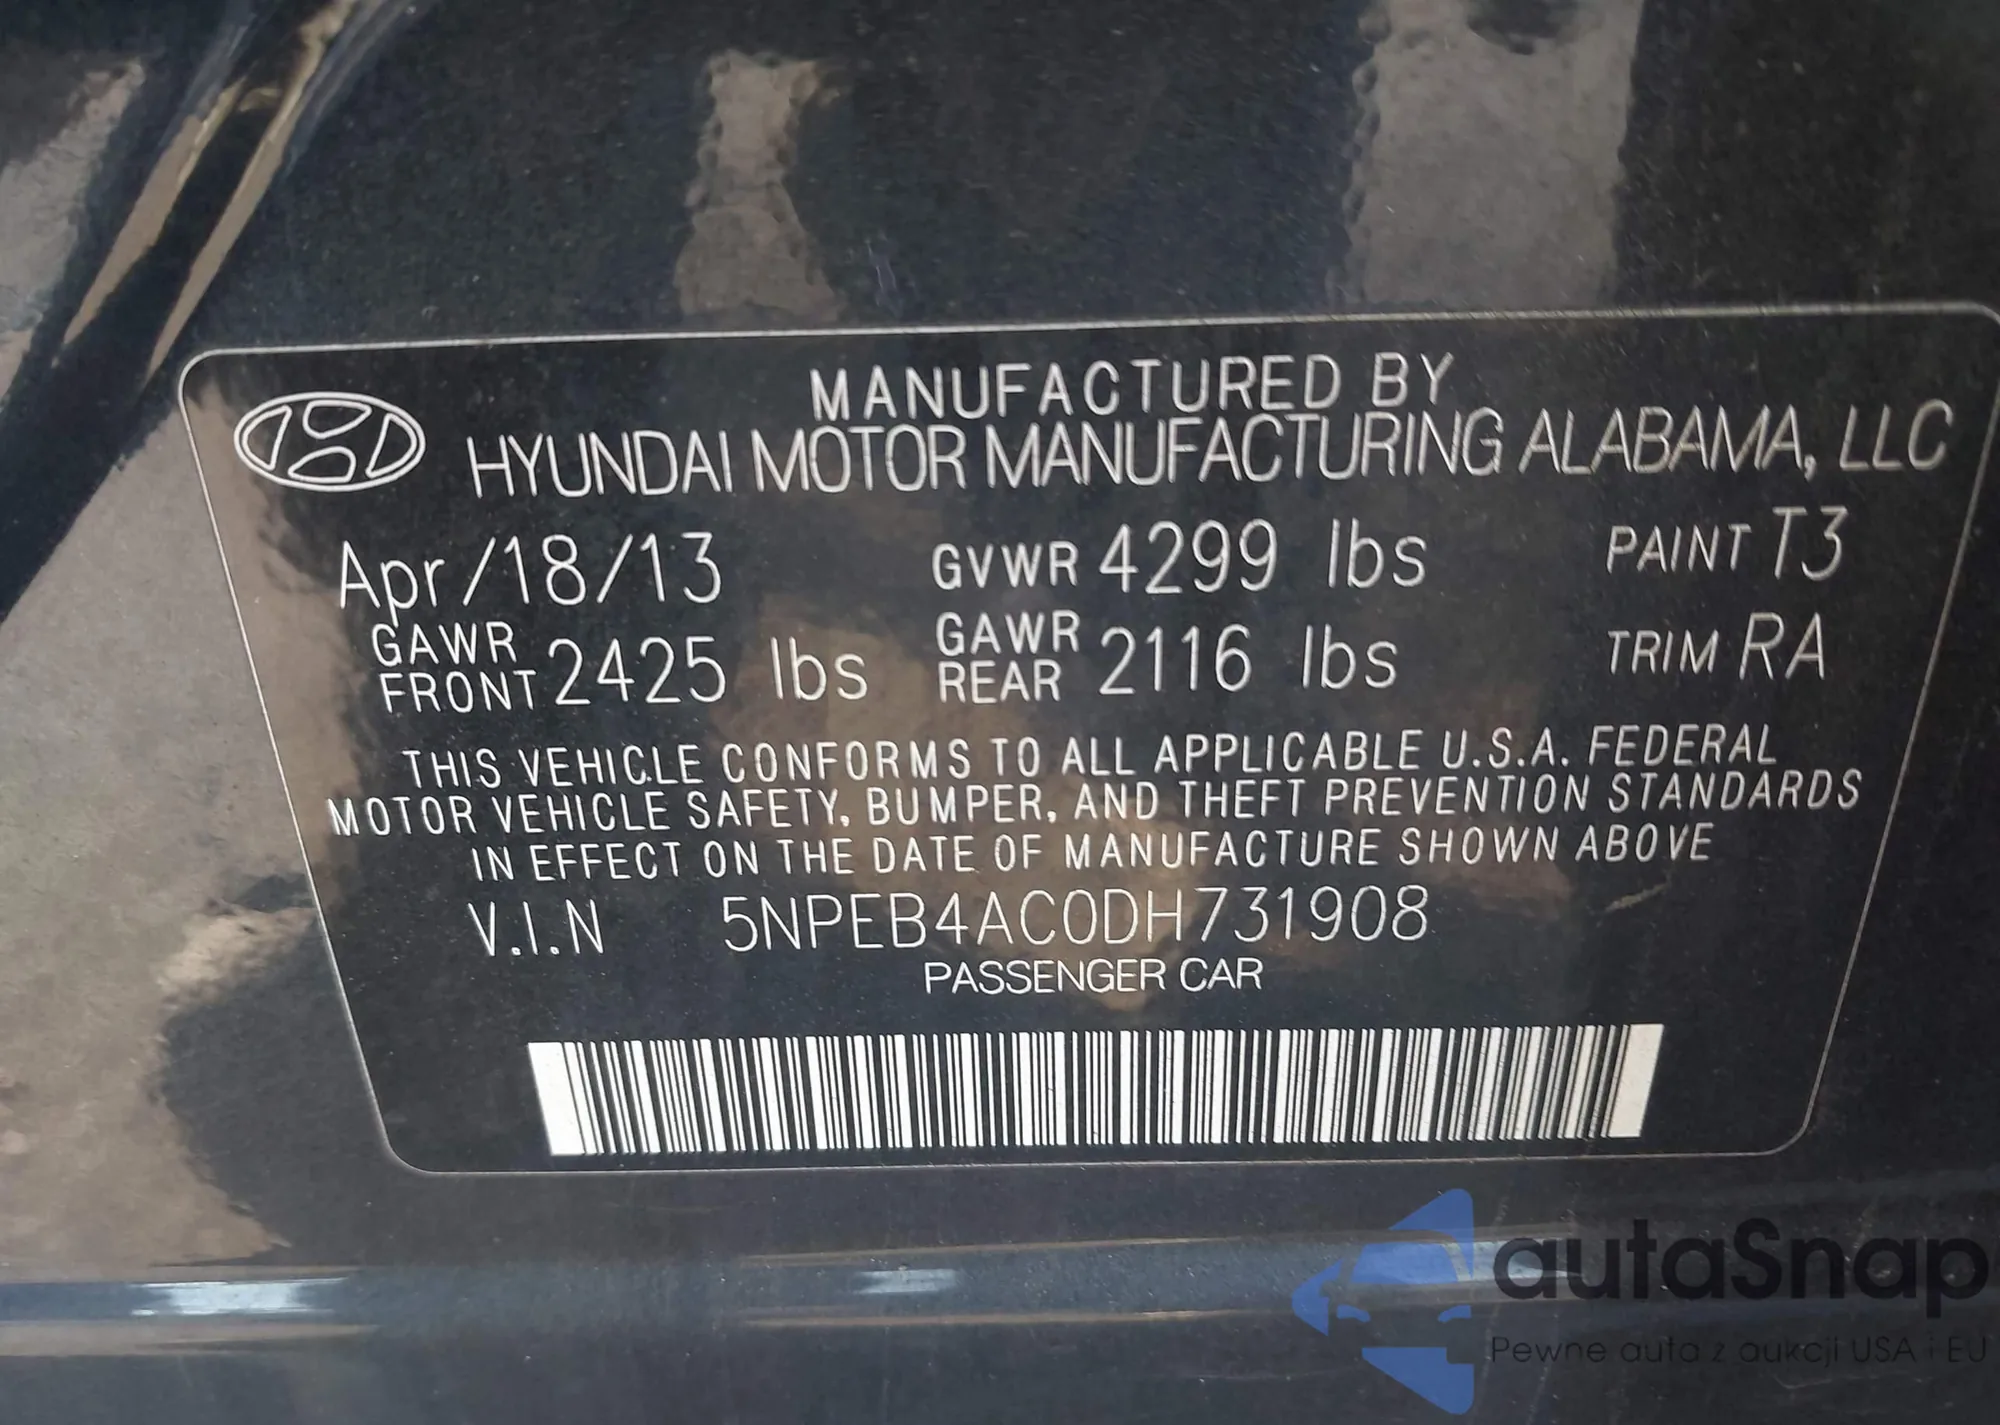 MANUFACTURED BY
HYUNDAI MOTOR MANUFACTURING ALABAMA, LLC
Apr/18/13 GVWR 4299 lbs PAINT T3
GAWR FRONT 2425 lbs GAWR REAR 2116 lbs TRIM RA
THIS VEHICLE CONFORMS TO ALL APPLICABLE U.S.A. FEDERAL
MOTOR VEHICLE SAFETY, BUMPER, AND THEFT PREVENTION STANDARDS
IN EFFECT ON THE DATE OF MANUFACTURE SHOWN ABOVE
V.I.N 5NPEB4AC0DH731908
PASSENGER CAR
autaSnap
Pewne auta z aukcji USA i EU